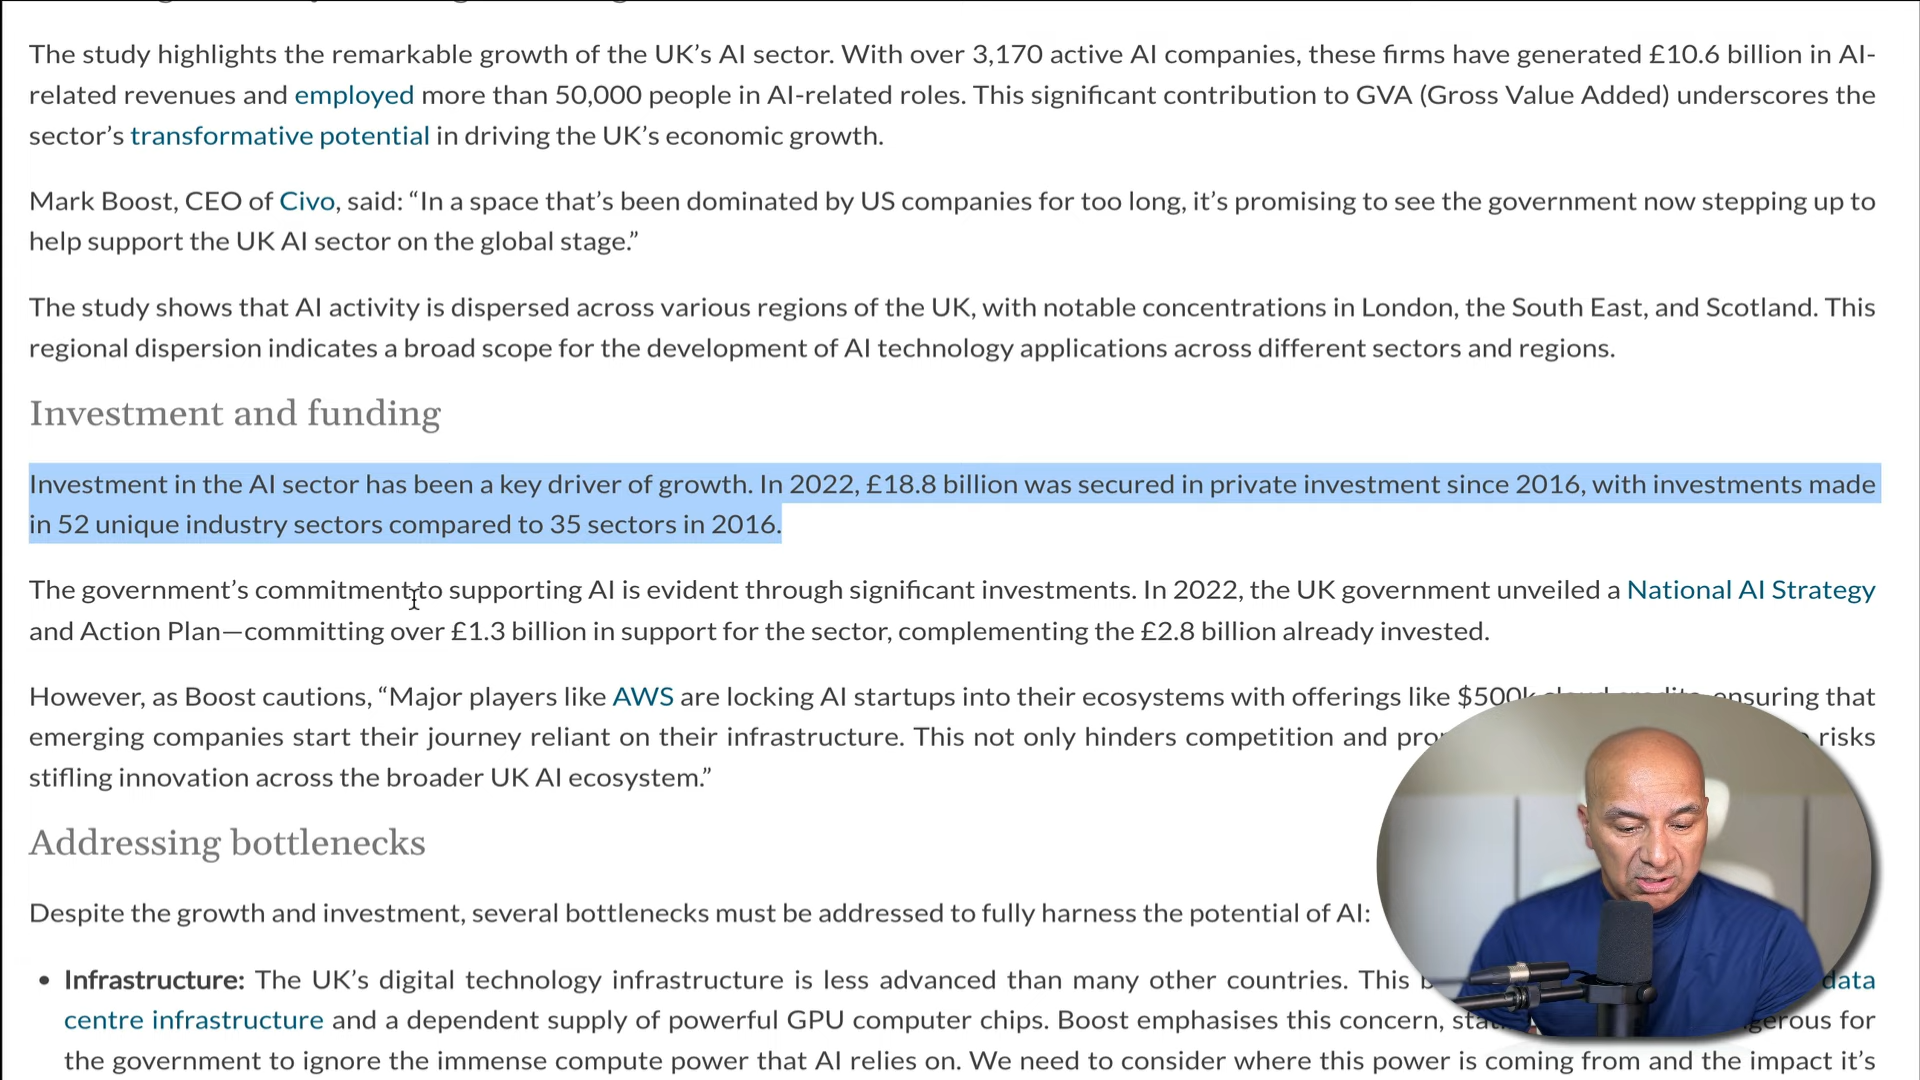 The study highlights the remarkable growth of the UK’s AI sector. With over 3,170 active AI companies, these firms have generated £10.6 billion in AI-
related revenues and employed more than 50,000 people in AI-related roles. This significant contribution to GVA (Gross Value Added) underscores the
sector’s transformative potential in driving the UK’s economic growth.
Mark Boost, CEO of Civo, said: “In a space that’s been dominated by US companies for too long, it’s promising to see the government now stepping up to
help support the UK AI sector on the global stage.”
The study shows that AI activity is dispersed across various regions of the UK, with notable concentrations in London, the South East, and Scotland. This
regional dispersion indicates a broad scope for the development of AI technology applications across different sectors and regions.
Investment and funding
Investment in the AI sector has been a key driver of growth. In 2022, £18.8 billion was secured in private investment since 2016, with investments made
in 52 unique industry sectors compared to 35 sectors in 2016.
The government’s commitment to supporting AI is evident through significant investments. In 2022, the UK government unveiled a National AI Strategy
and Action Plan—committing over £1.3 billion in support for the sector, complementing the £2.8 billion already invested.
However, as Boost cautions, “Major players like AWS are locking AI startups into their ecosystems with offerings like $500k ensuring that
emerging companies start their journey reliant on their infrastructure. This not only hinders competition and risks
stifling innovation across the broader UK AI ecosystem.”
Addressing bottlenecks
Despite the growth and investment, several bottlenecks must be addressed to fully harness the potential of AI:
• Infrastructure: The UK’s digital technology infrastructure is less advanced than many other countries. This data
centre infrastructure and a dependent supply of powerful GPU computer chips. Boost emphasises this concern, for
the government to ignore the immense compute power that AI relies on. We need to consider where this power is coming from and the impact it’s